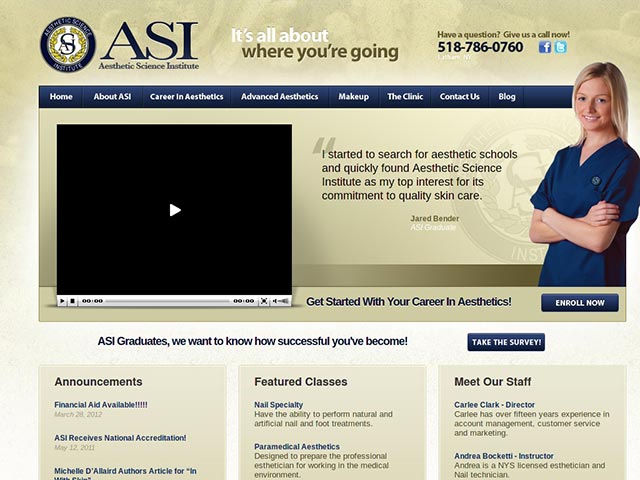 AESTHETIC SCIENCE
INSTITUTE
ASI
Aesthetic Science Institute
It's all about
where you're going
Have a question? Give us a call now!
518-786-0760
Latham, NY
Home
About ASI
Career In Aesthetics
Advanced Aesthetics
Makeup
The Clinic
Contact Us
Blog
I started to search for aesthetic schools
and quickly found Aesthetic Science
Institute as my top interest for its
commitment to quality skin care.
Jared Bender
ASI Graduate
00:00
00:00
Get Started With Your Career In Aesthetics!
ENROLL NOW
ASI Graduates, we want to know how successful you've become!
TAKE THE SURVEY!
Announcements
Financial Aid Available!!!!!
March 28, 2012
ASI Receives National Accreditation!
May 12, 2011
Michelle D'Allaird Authors Article for "In
With Skin"
Featured Classes
Nail Specialty
Have the ability to perform natural and
artificial nail and foot treatments.
Paramedical Aesthetics
Designed to prepare the professional
esthetician for working in the medical
environment.
Meet Our Staff
Carlee Clark - Director
Carlee has over fifteen years experience in
account management, customer service
and marketing.
Andrea Bocketti - Instructor
Andrea is a NYS licensed esthetician and
Nail technician.